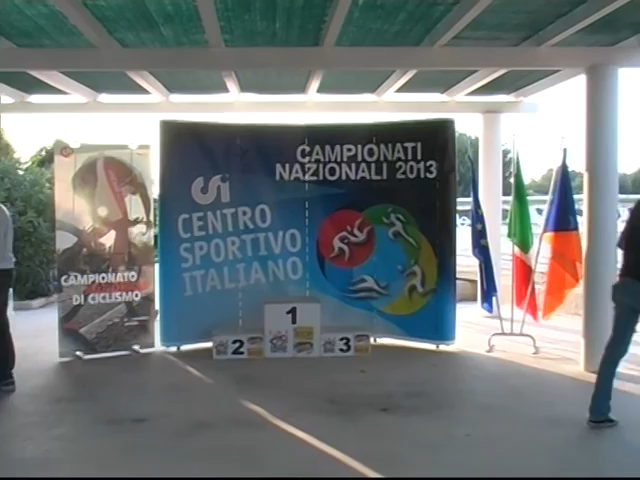 CAMPIONATI
NAZIONALI 2013
CSi
CENTRO
SPORTIVO
ITALIANO
CAMPIONATO
DI CICLISMO
1
2
3